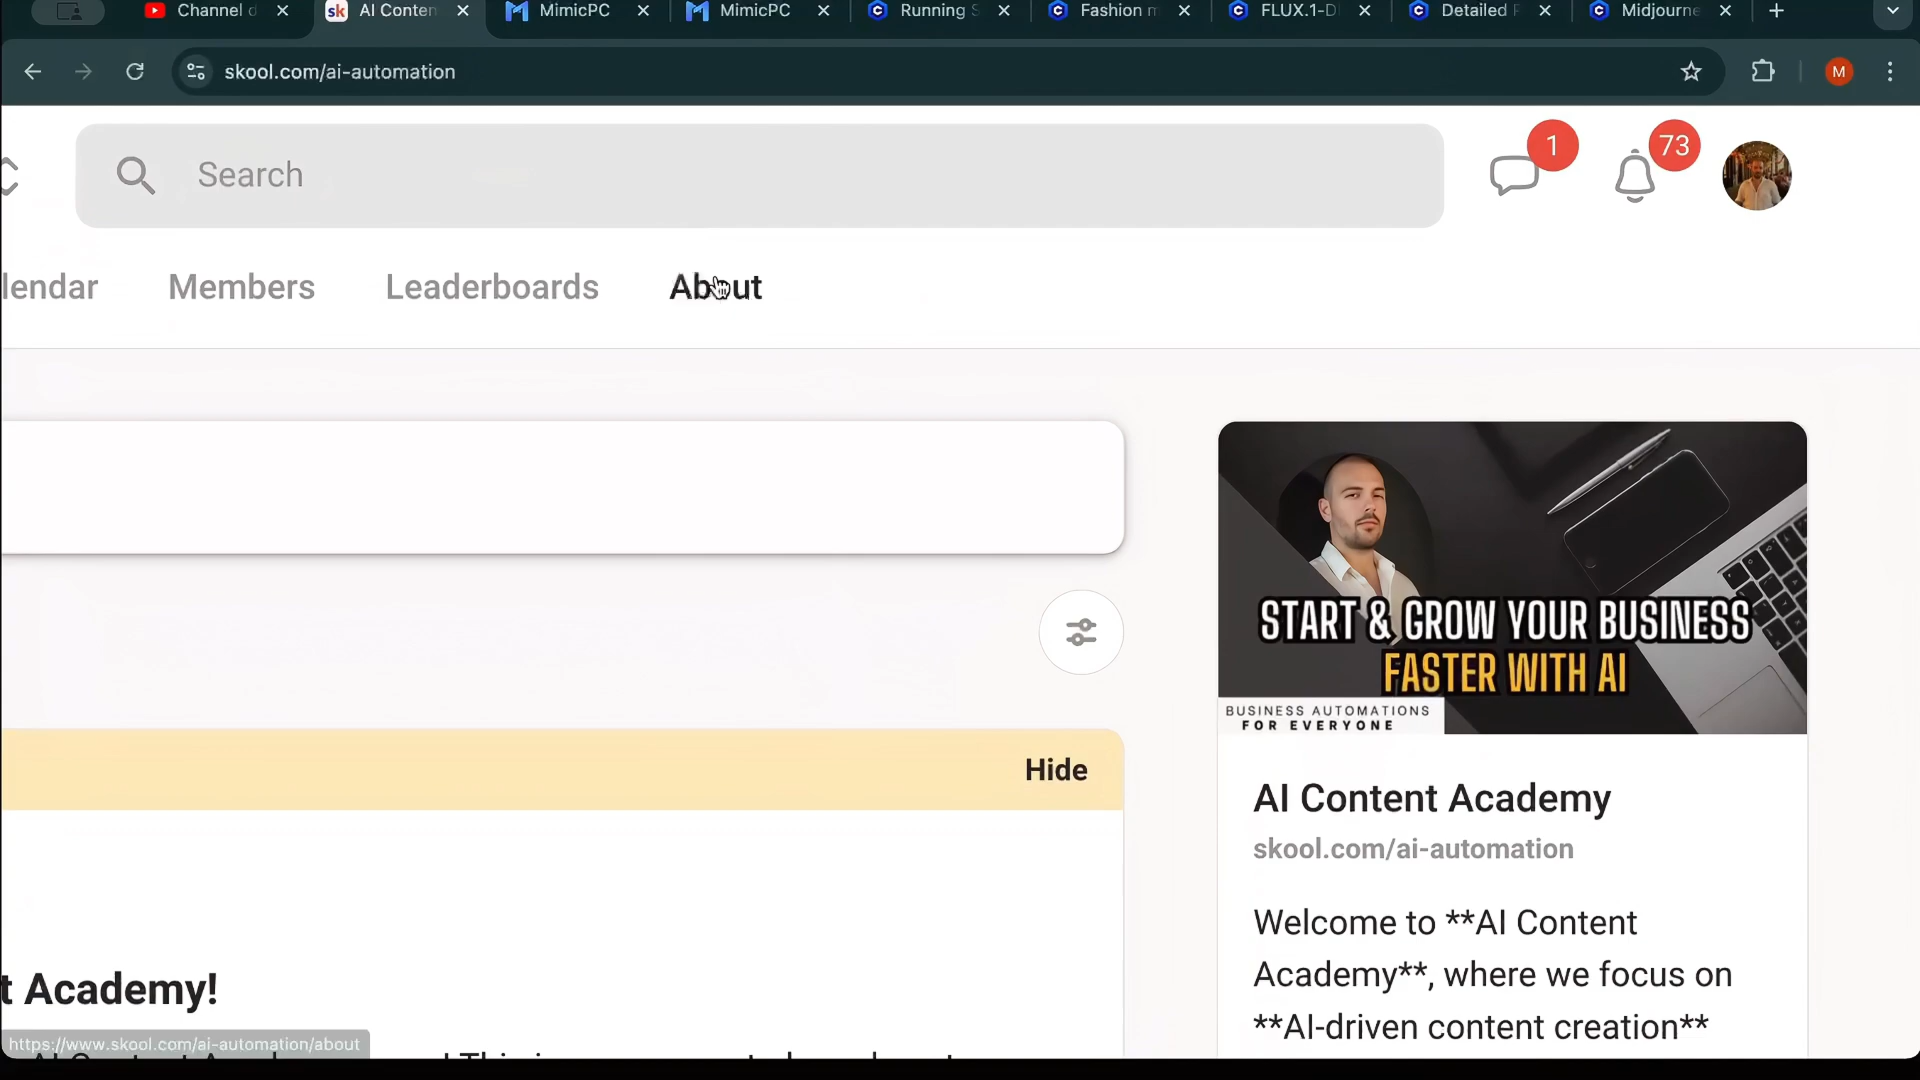 Channel d
sk AI Conten
MimicPC
MimicPC
Running S
Fashion m
FLUX.1-D
Detailed
Midjourne
skool.com/ai-automation
M
Search
1
73
lendar Members Leaderboards About
START & GROW YOUR BUSINESS
FASTER WITH AI
BUSINESS AUTOMATIONS
FOR EVERYONE
Hide
AI Content Academy
skool.com/ai-automation
Welcome to **AI Content
Academy**, where we focus on
**AI-driven content creation**
t Academy!
https://www.skool.com/ai-automation/about